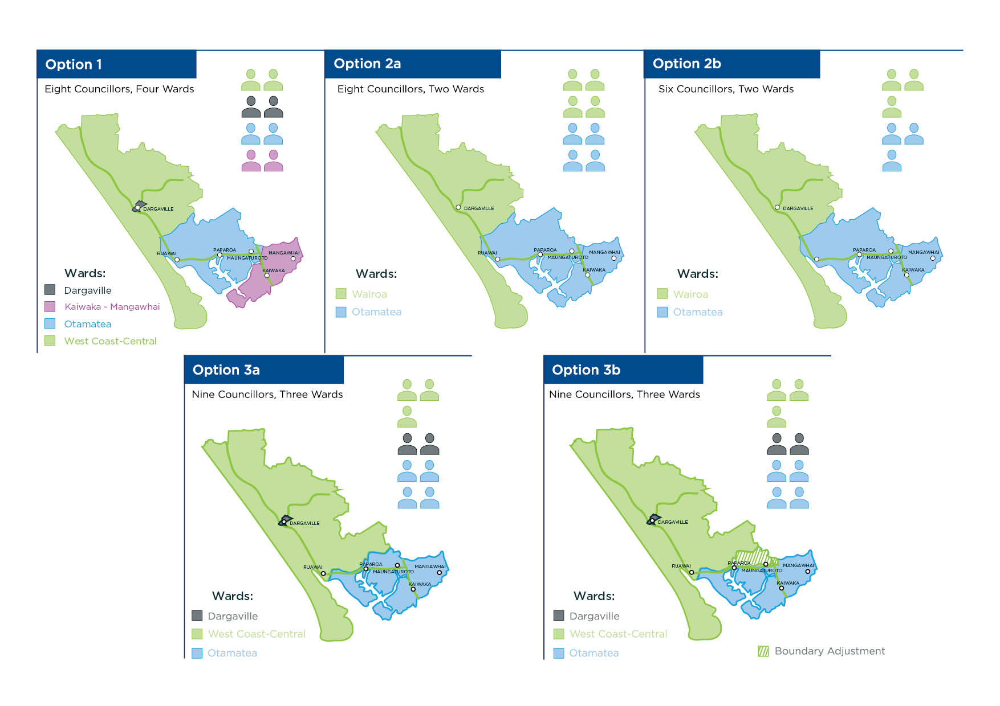 Option 1
Eight Councillors, Four Wards
DARGAVILLE
RUAWAI
PAPAROA
MAUNGATUROTO
MANGAWHAI
KAIWAKA
Wards:
Dargaville
Kaiwaka - Mangawhai
Otamatea
West Coast-Central
Option 2a
Eight Councillors, Two Wards
DARGAVILLE
RUAWAI
PAPAROA
MAUNGATUROTO
MANGAWHAI
KAIWAKA
Wards:
Wairoa
Otamatea
Option 2b
Six Councillors, Two Wards
DARGAVILLE
PAPAROA
MAUNGATUROTO
MANGAWHAI
KAIWAKA
Wards:
Wairoa
Otamatea
Option 3a
Nine Councillors, Three Wards
DARGAVILLE
RUAWAI
PAPAROA
MAUNGATUROTO
MANGAWHAI
KAIWAKA
Wards:
Dargaville
West Coast-Central
Otamatea
Option 3b
Nine Councillors, Three Wards
DARGAVILLE
RUAWAI
PAPAROA
MAUNGATUROTO
MANGAWHAI
KAIWAKA
Wards:
Dargaville
West Coast-Central
Otamatea
Boundary Adjustment